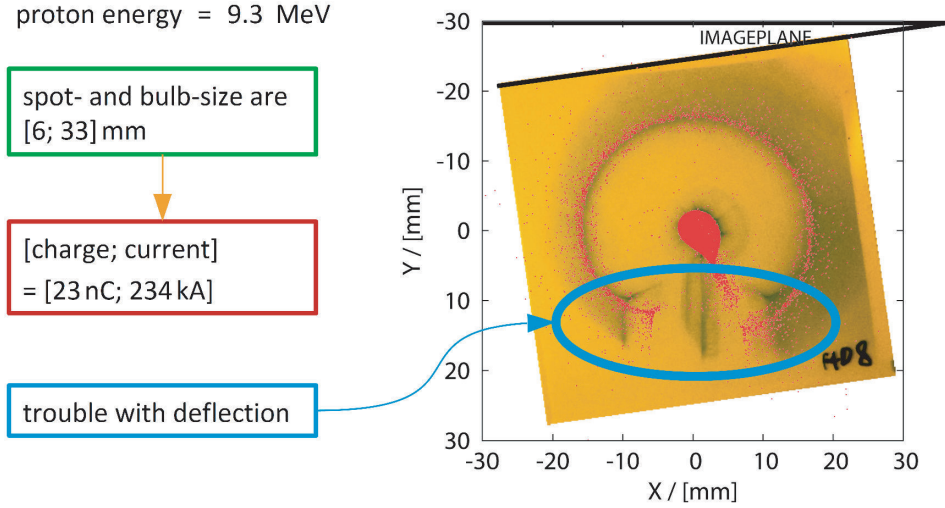 proton energy = 9.3 MeV
spot- and bulb-size are
[6; 33] mm
[charge; current]
= [23 nC; 234 kA]
trouble with deflection
-30
-20
-10
0
10
20
30
Y / [mm]
IMAGEPLANE
HD8
-30
-20
-10
0
10
20
30
X / [mm]